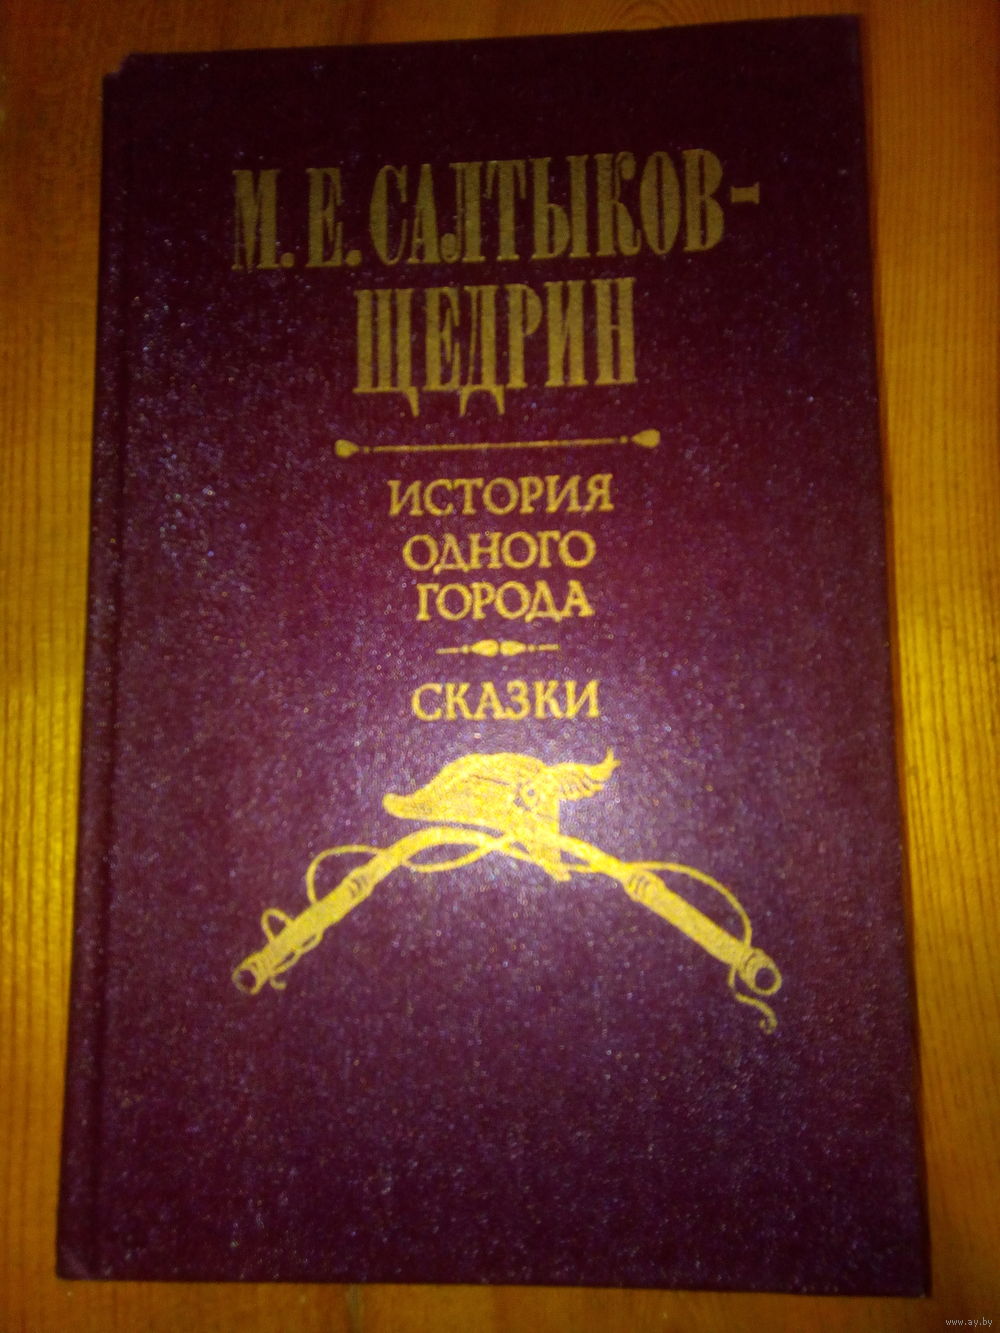 М. Е. САЛТЫКОВ-
ЩЕДРИН
ИСТОРИЯ
ОДНОГО
ГОРОДА
СКАЗКИ
www.ay.by